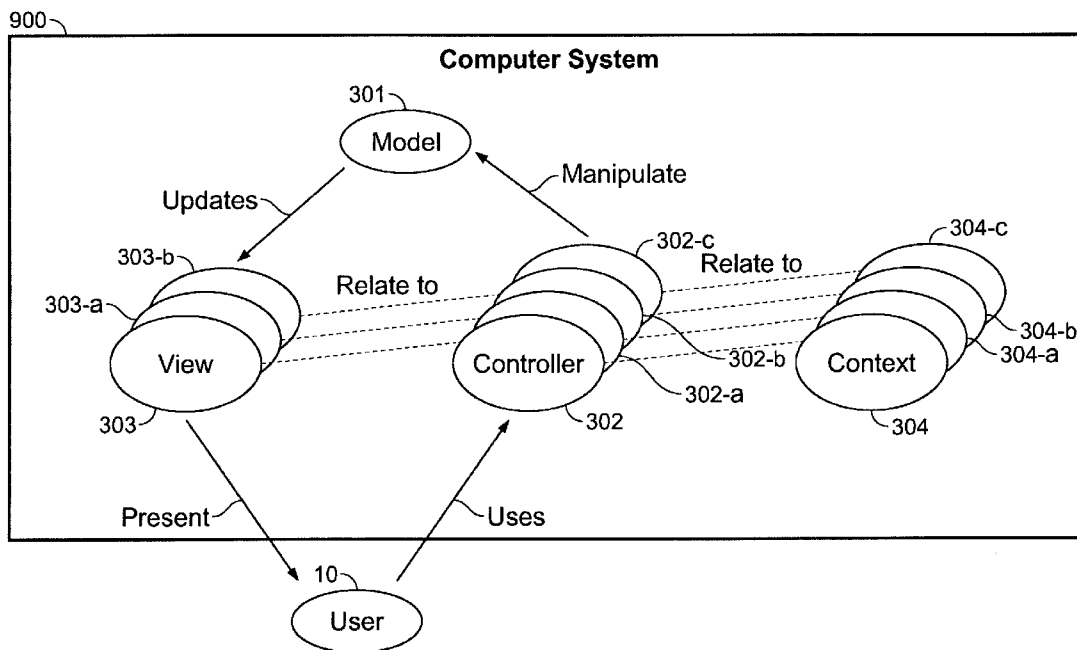 900
Computer System
301
Model
Manipulate
Updates
303-b
302-c
304-c
Relate to
Relate to
303-a
View
Controller
Context
302-b
304-b
302-a
304-a
303
302
304
Present
Uses
10
User